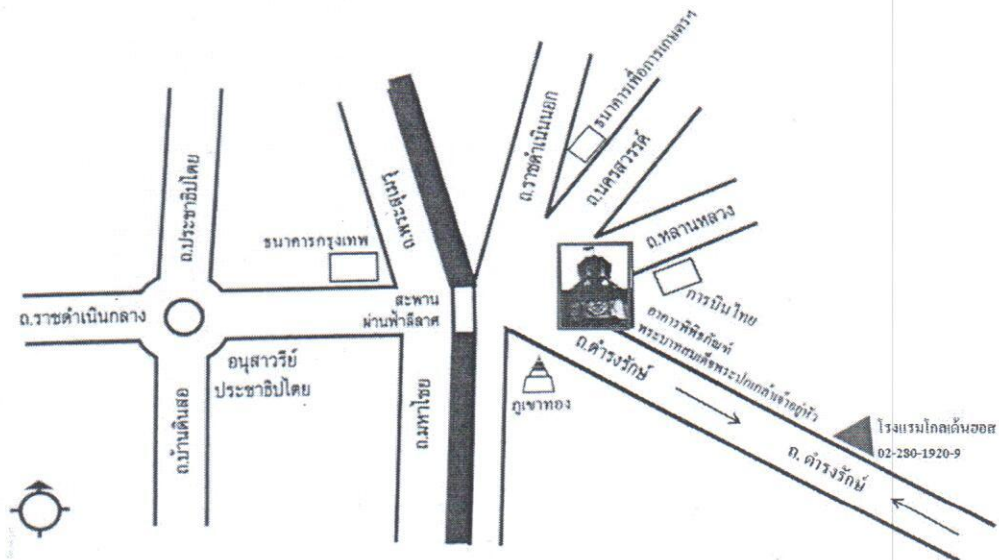 ธนาคารเพื่อการเกษตรฯ
ถ.ราชดำเนินนอก
ถ.นครสวรรค์
ถ.ประชาธิปไตย
ถ.พระสุเมรุ
ถ.หลานหลวง
ธนาคารกรุงเทพ
การบินไทย
สะพาน
ผ่านฟ้าลีลาศ
ถ.ราชดำเนินกลาง
อาคารพิพิธภัณฑ์
พระบาทสมเด็จพระปกเกล้าเจ้าอยู่หัว
ถ.ดำรงรักษ์
อนุสาวรีย์
ประชาธิปไตย
ภูเขาทอง
ถ.บ้านดินสอ
ถ.มหาไชย
โรงแรมโกลเด้นฮอส
02-280-1920-9
ถ. ดำรงรักษ์